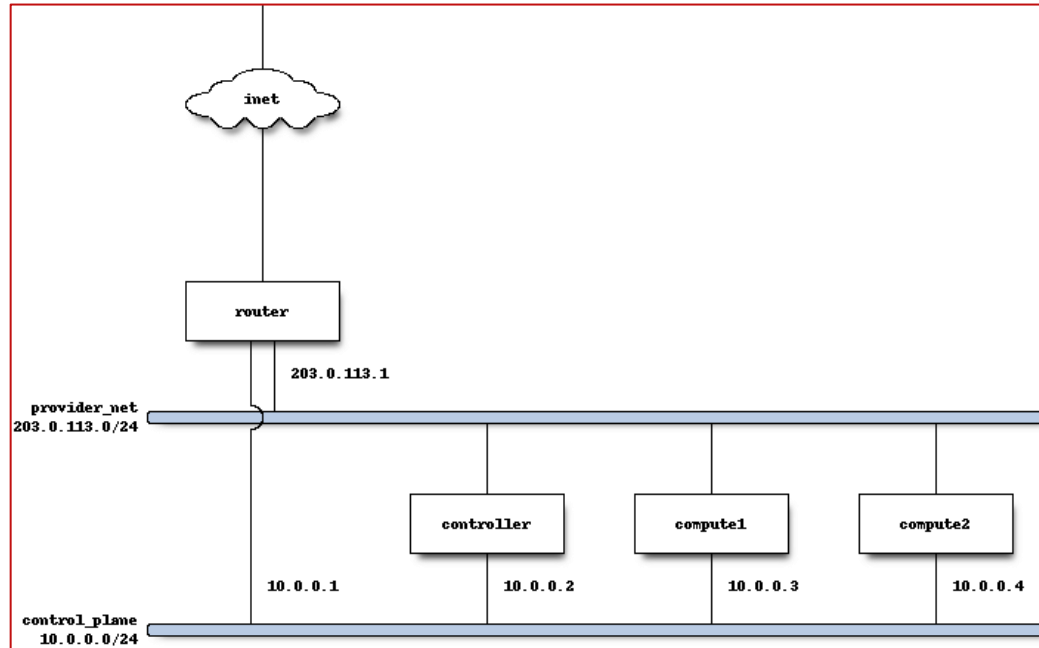 inet
router
203.0.113.1
provider_net
203.0.113.0/24
controller
compute1
compute2
10.0.0.1
10.0.0.2
10.0.0.3
10.0.0.4
control_plane
10.0.0.0/24